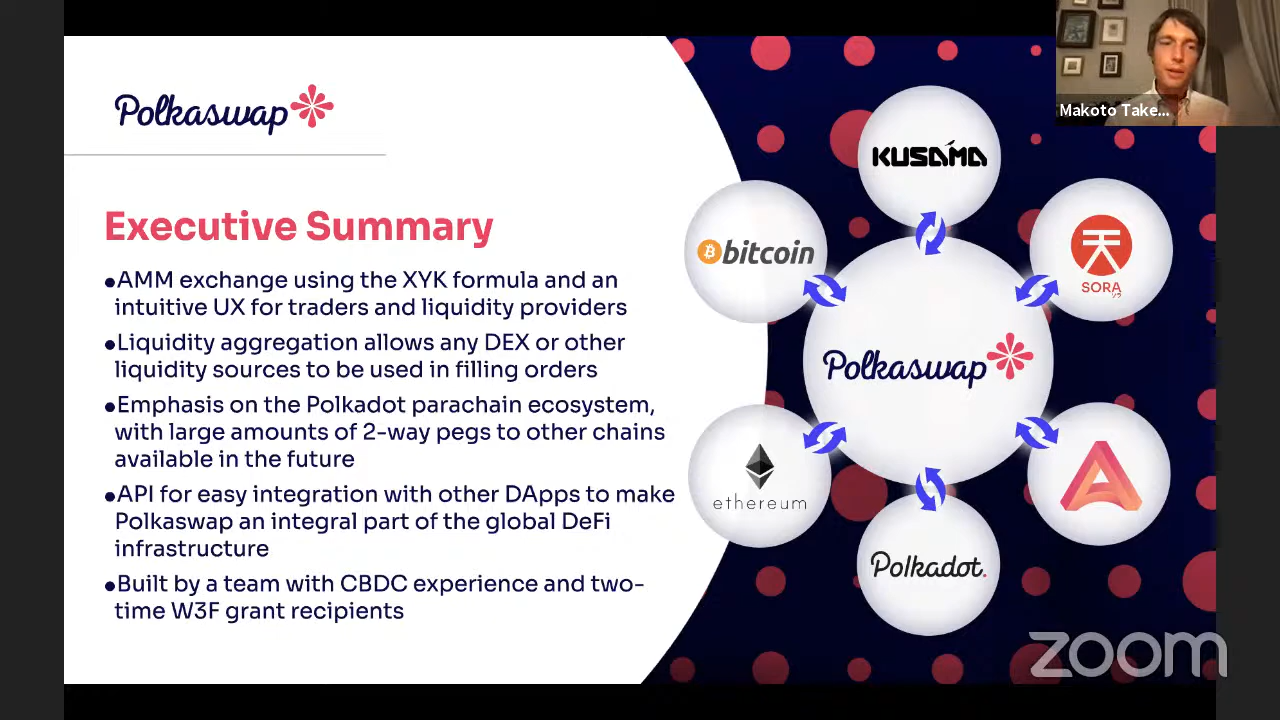 Polkaswap
Executive Summary
•AMM exchange using the XYK formula and an
intuitive UX for traders and liquidity providers
•Liquidity aggregation allows any DEX or other
liquidity sources to be used in filling orders
•Emphasis on the Polkadot parachain ecosystem,
with large amounts of 2-way pegs to other chains
available in the future
•API for easy integration with other DApps to make
Polkaswap an integral part of the global DeFi
infrastructure
•Built by a team with CBDC experience and two-
time W3F grant recipients
KUSAMA
bitcoin
天
SORA
V2
Polkaswap
ethereum
Polkadot.
Makoto Take...
zoom